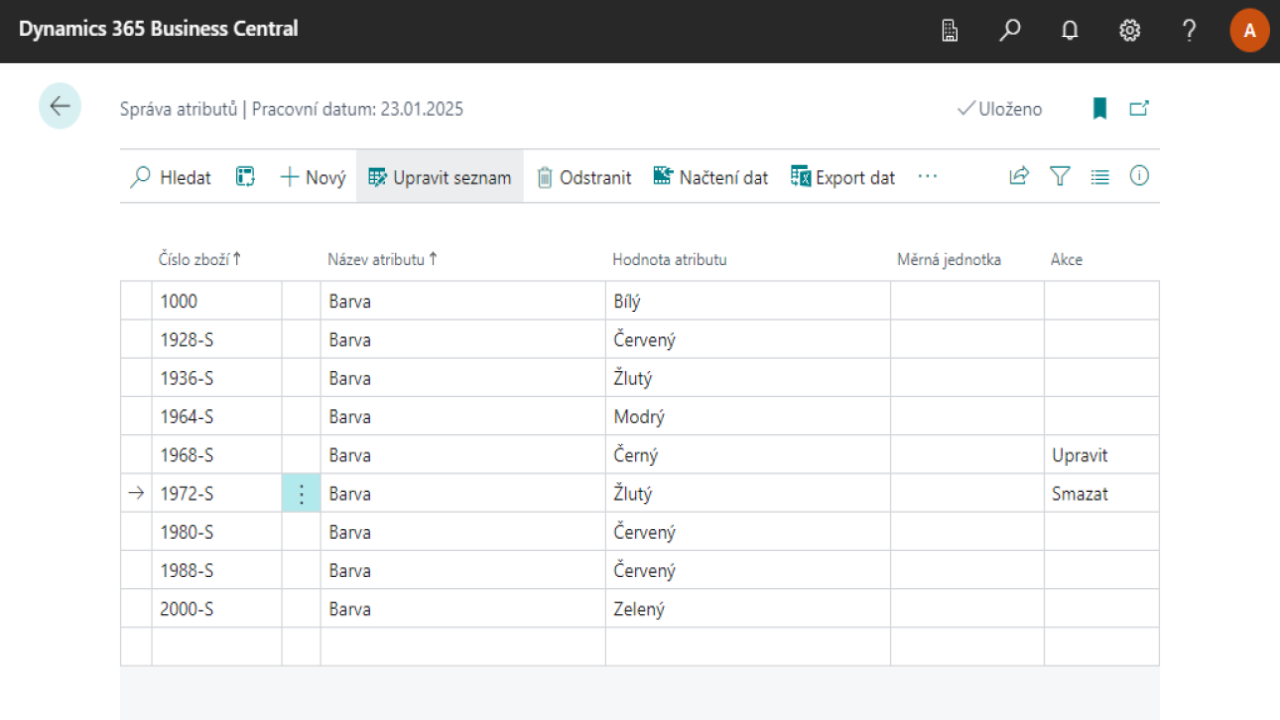 Dynamics 365 Business Central
A
Správa atributů | Pracovní datum: 23.01.2025
Uloženo
Hledat Nový Upravit seznam Odstranit Načtení dat Export dat ...
Číslo zboží↑ Název atributu ↑ Hodnota atributu Měrná jednotka Akce
1000 Barva Bílý
1928-S Barva Červený
1936-S Barva Žlutý
1964-S Barva Modrý
1968-S Barva Černý Upravit
→ 1972-S Barva Žlutý Smazat
1980-S Barva Červený
1988-S Barva Červený
2000-S Barva Zelený